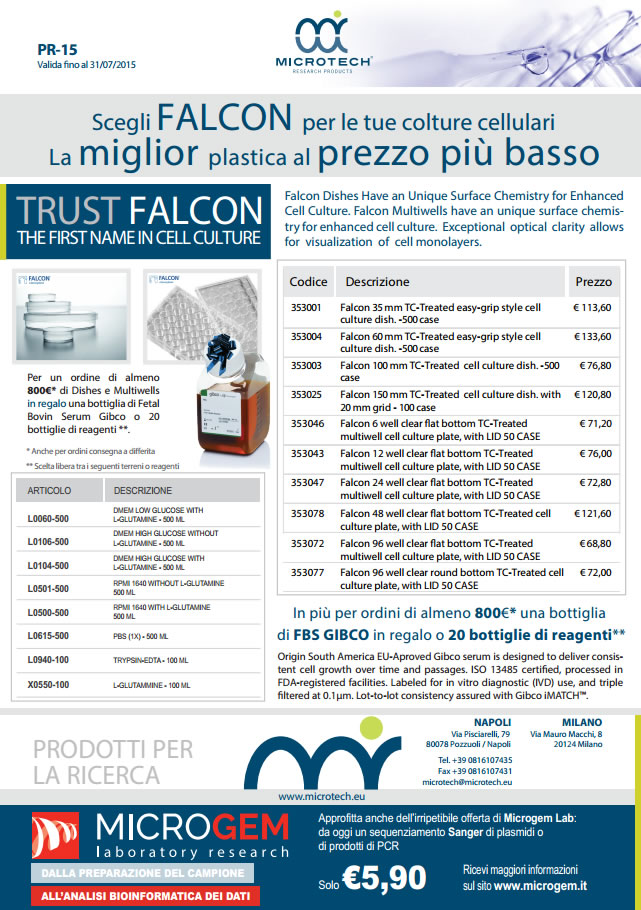 PR-15
Valida fino al 31/07/2015
MICROTECH®
RESEARCH PRODUCTS
Scegli FALCON per le tue colture cellulari
La miglior plastica al prezzo più basso
TRUST FALCON
THE FIRST NAME IN CELL CULTURE
Falcon Dishes Have an Unique Surface Chemistry for Enhanced
Cell Culture. Falcon Multiwells have an unique surface chemis-
try for enhanced cell culture. Exceptional optical clarity allows
for visualization of cell monolayers.
FALCON
FALCON
gibco
Per un ordine di almeno
800€* di Dishes e Multiwells
in regalo una bottiglia di Fetal
Bovin Serum Gibco o 20
bottiglie di reagenti **.
* Anche per ordini consegna a differita
** Scelta libera tra i seguenti terreni o reagenti
ARTICOLO DESCRIZIONE
L0060-500 DMEM LOW GLUCOSE WITH
L-GLUTAMINE - 500 ML
L0106-500 DMEM HIGH GLUCOSE WITHOUT
L-GLUTAMINE - 500 ML
L0104-500 DMEM HIGH GLUCOSE WITH
L-GLUTAMINE - 500 ML
L0501-500 RPMI 1640 WITHOUT L-GLUTAMINE
500 ML
L0500-500 RPMI 1640 WITH L-GLUTAMINE
500 ML
L0615-500 PBS (1X) - 500 ML
L0940-100 TRYPSIN-EDTA - 100 ML
X0550-100 L-GLUTAMMINE - 100 ML
Codice Descrizione Prezzo
353001 Falcon 35 mm TC-Treated easy-grip style cell € 113,60
culture dish. -500 case
353004 Falcon 60 mm TC-Treated easy-grip style cell € 133,60
culture dish. -500 case
353003 Falcon 100 mm TC-Treated cell culture dish. -500 € 76,80
case
353025 Falcon 150 mm TC-Treated cell culture dish. with € 120,80
20 mm grid - 100 case
353046 Falcon 6 well clear flat bottom TC-Treated € 71,20
multiwell cell culture plate, with LID 50 CASE
353043 Falcon 12 well clear flat bottom TC-Treated € 76,00
multiwell cell culture plate, with LID 50 CASE
353047 Falcon 24 well clear flat bottom TC-Treated € 72,80
multiwell cell culture plate, with LID 50 CASE
353078 Falcon 48 well clear flat bottom TC-Treated cell € 121,60
culture plate, with LID 50 CASE
353072 Falcon 96 well clear flat bottom TC-Treated € 68,80
multiwell cell culture plate, with LID 50 CASE
353077 Falcon 96 well clear round bottom TC-Treated cell € 72,00
culture plate, with LID 50 CASE
In più per ordini di almeno 800€* una bottiglia
di FBS GIBCO in regalo o 20 bottiglie di reagenti**
Origin South America EU-Aproved Gibco serum is designed to deliver consis-
tent cell growth over time and passages. ISO 13485 certified, processed in
FDA-registered facilities. Labeled for in vitro diagnostic (IVD) use, and triple
filtered at 0.1µm. Lot-to-lot consistency assured with Gibco iMATCH™.
PRODOTTI PER
LA RICERCA
www.microtech.eu
NAPOLI
Via Pisciarelli, 79
80078 Pozzuoli / Napoli
Tel. +39 0816107435
Fax +39 0816107431
microtech@microtech.eu
MILANO
Via Mauro Macchi, 8
20124 Milano
MICROGEM
laboratory research
DALLA PREPARAZIONE DEL CAMPIONE
ALL'ANALISI BIOINFORMATICA DEI DATI
Approfitta anche dell'irripetibile offerta di Microgem Lab:
da oggi un sequenziamento Sanger di plasmidi o
di prodotti di PCR
Solo €5,90
Ricevi maggiori informazioni
sul sito www.microgem.it